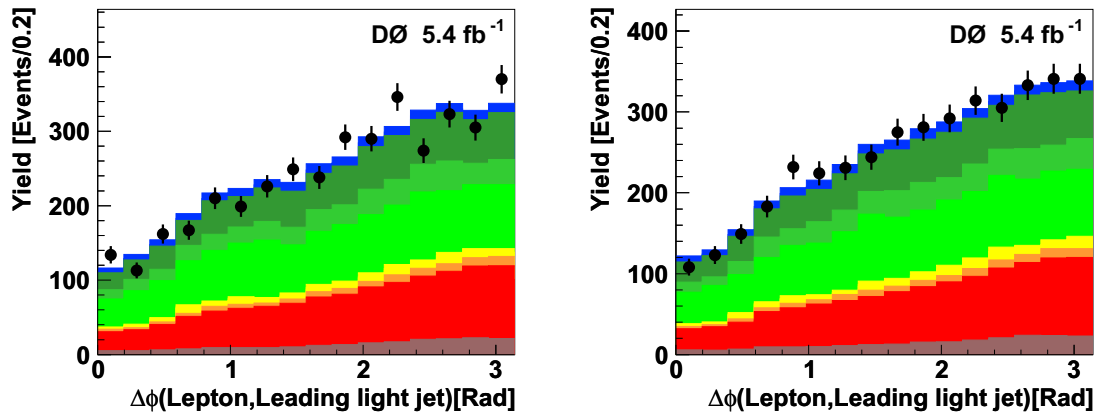 Yield [Events/0.2]
DØ 5.4 fb⁻¹
400
300
200
100
0
0 1 2 3
Δϕ(Lepton,Leading light jet)[Rad]
Yield [Events/0.2]
DØ 5.4 fb⁻¹
400
300
200
100
0
0 1 2 3
Δϕ(Lepton,Leading light jet)[Rad]